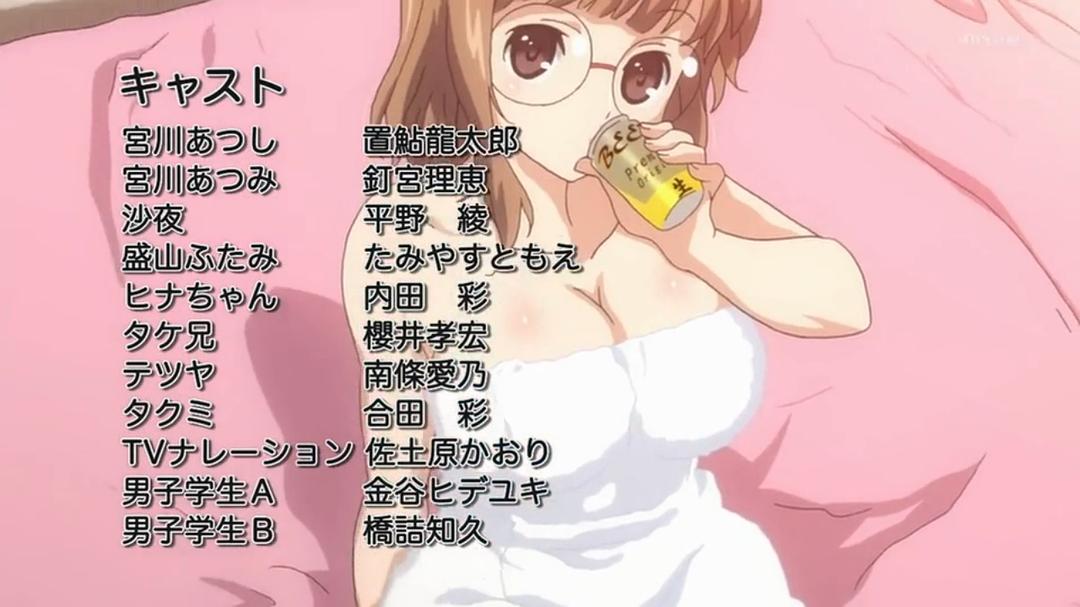 キャスト
宮川あつし 置鮎龍太郎
宮川あつみ 釘宮理恵
沙夜 平野 綾
盛山ふたみ たみやすともえ
ヒナちゃん 内田 彩
タケ兄 櫻井孝宏
テツヤ 南條愛乃
タクミ 合田 彩
TVナレーション 佐土原かおり
男子学生A 金谷ヒデユキ
男子学生B 橋詰知久
BEER
生